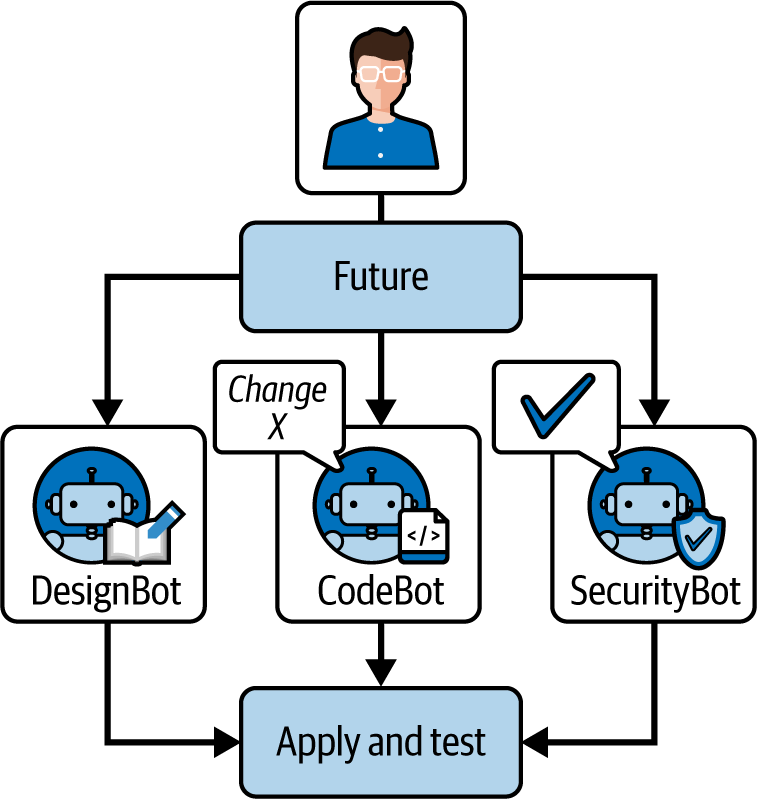 Future
Change
X
DesignBot
</>
CodeBot
SecurityBot
Apply and test